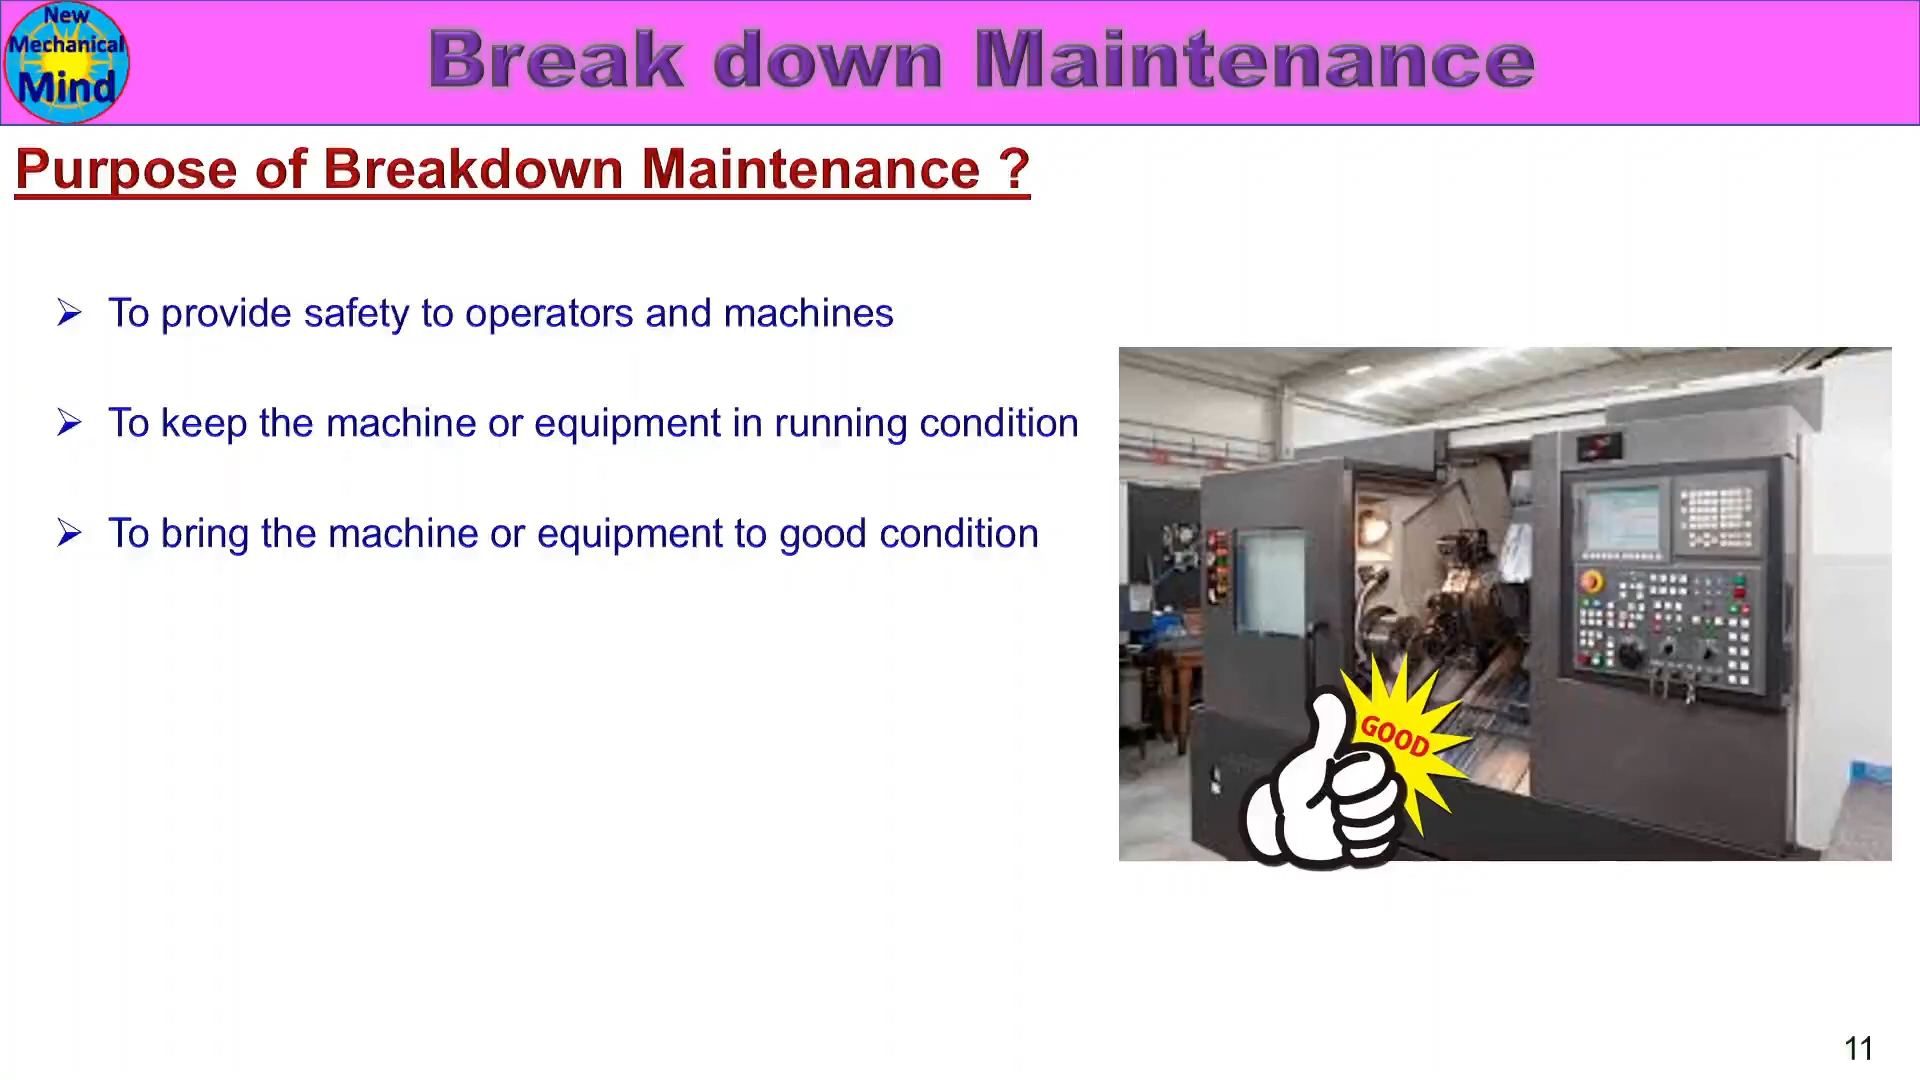 New
Mechanical
Mind
Break down Maintenance
Purpose of Breakdown Maintenance ?
➢ To provide safety to operators and machines
➢ To keep the machine or equipment in running condition
➢ To bring the machine or equipment to good condition
GOOD
11